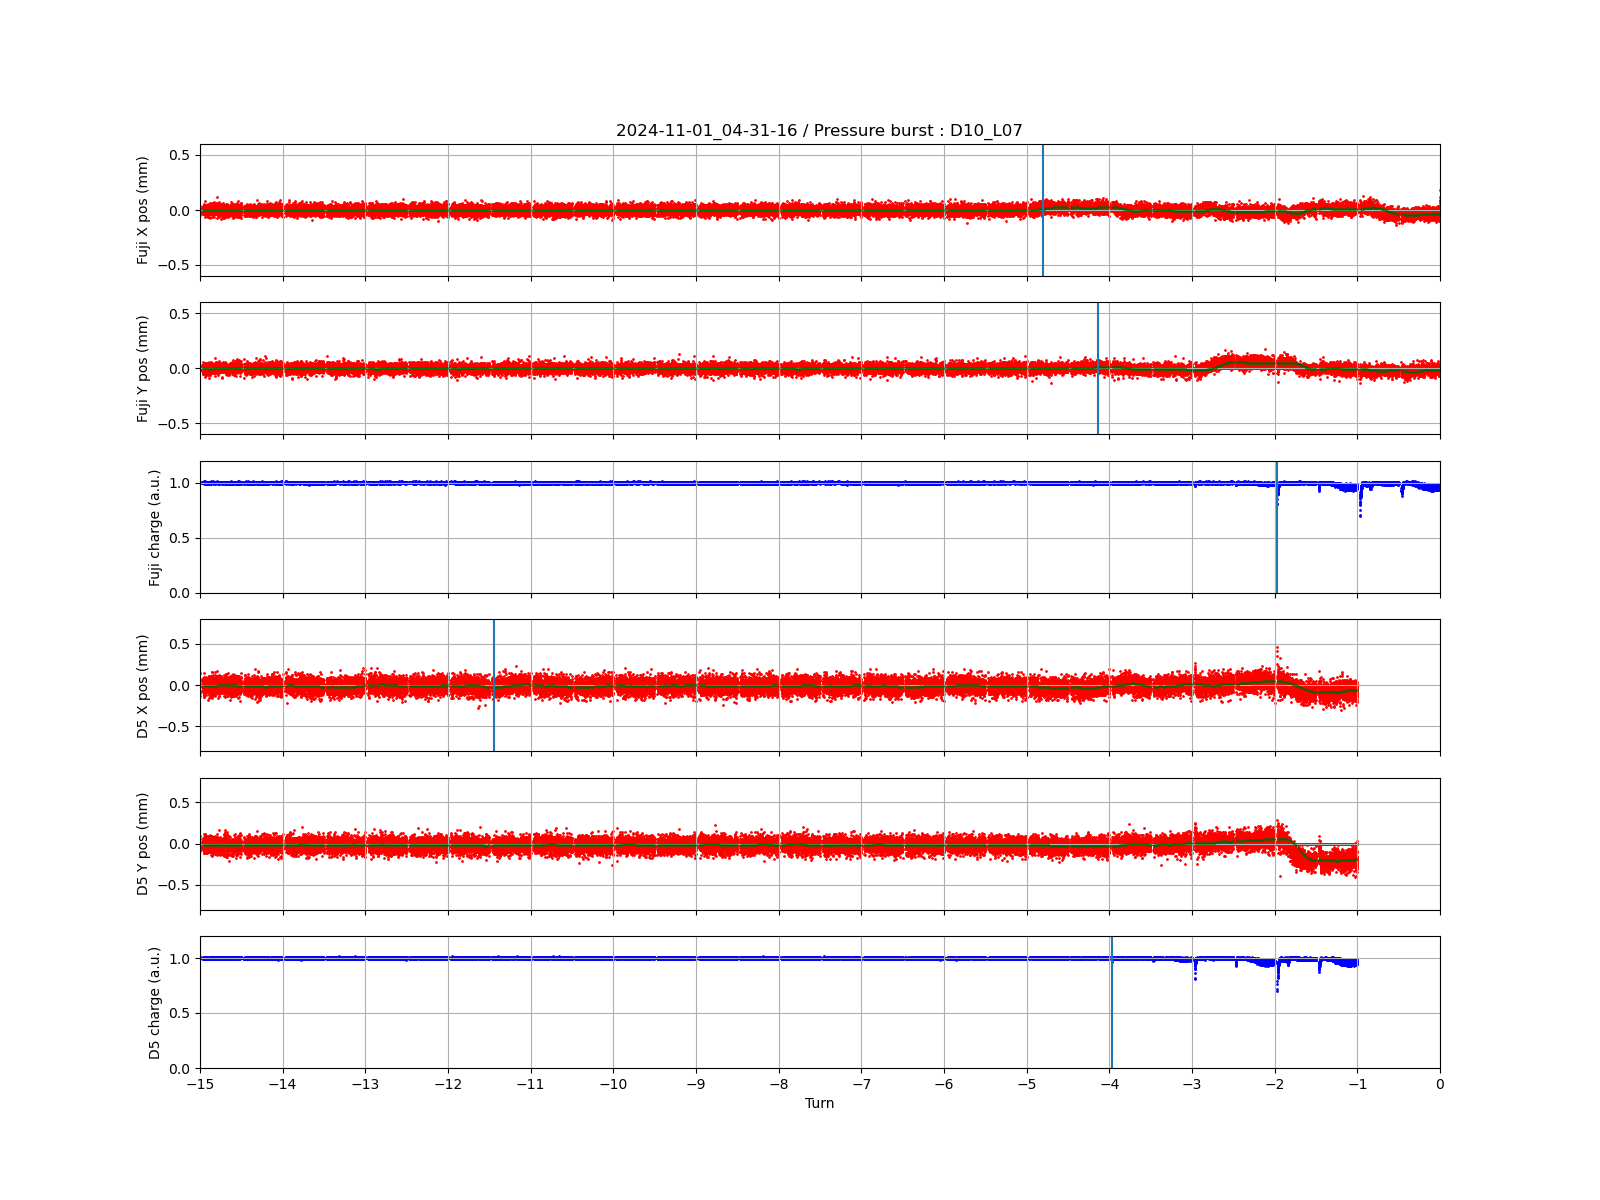 2024-11-01_04-31-16 / Pressure burst : D10_L07
Fuji X pos (mm)
0.5
0.0
−0.5
Fuji Y pos (mm)
0.5
0.0
−0.5
Fuji charge (a.u.)
1.0
0.5
0.0
D5 X pos (mm)
0.5
0.0
−0.5
D5 Y pos (mm)
0.5
0.0
−0.5
D5 charge (a.u.)
1.0
0.5
0.0
−15 −14 −13 −12 −11 −10 −9 −8 −7 −6 −5 −4 −3 −2 −1 0
Turn